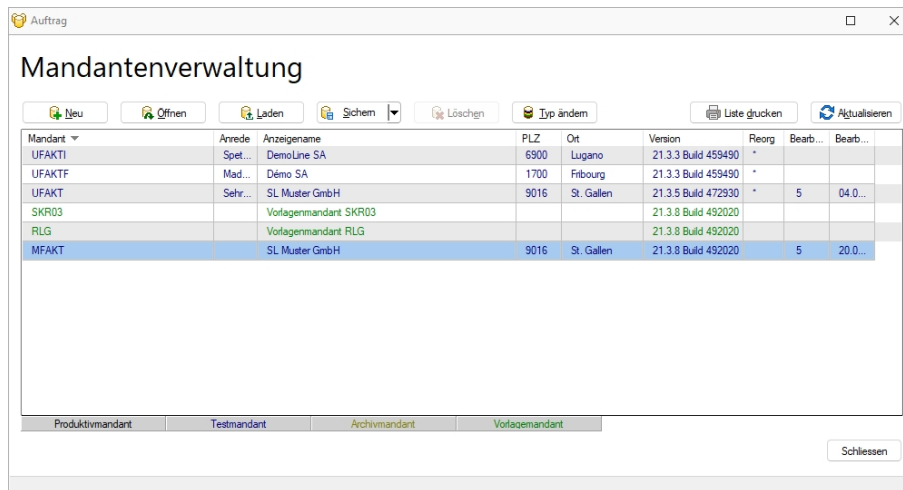 Auftrag
Mandantenverwaltung
Neu Öffnen Laden Sichern Löschen Typ ändern Liste drucken Aktualisieren
Mandant Anrede Anzeigename PLZ Ort Version Reorg Bearb... Bearb...
UFAKTI Spet... DemoLine SA 6900 Lugano 21.3.3 Build 459490 *
UFAKTF Mad... Démo SA 1700 Fribourg 21.3.3 Build 459490 *
UFAKT Sehr... SL Muster GmbH 9016 St. Gallen 21.3.5 Build 472930 * 5 04.0...
SKR03 Vorlagenmandant SKR03 21.3.8 Build 492020
RLG Vorlagenmandant RLG 21.3.8 Build 492020
MFAKT SL Muster GmbH 9016 St. Gallen 21.3.8 Build 492020 5 20.0...
Produktivmandant Testmandant Archivmandant Vorlagemandant
Schliessen